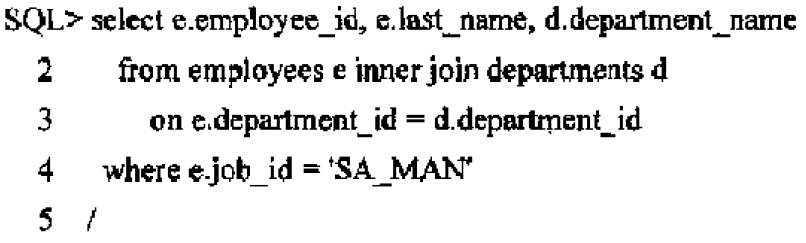 SQL> select e.employee_id, e.last_name, d.department_name
2 from employees e inner join departments d
3 on e.department_id = d.department_id
4 where e.job_id = 'SA_MAN'
5 /